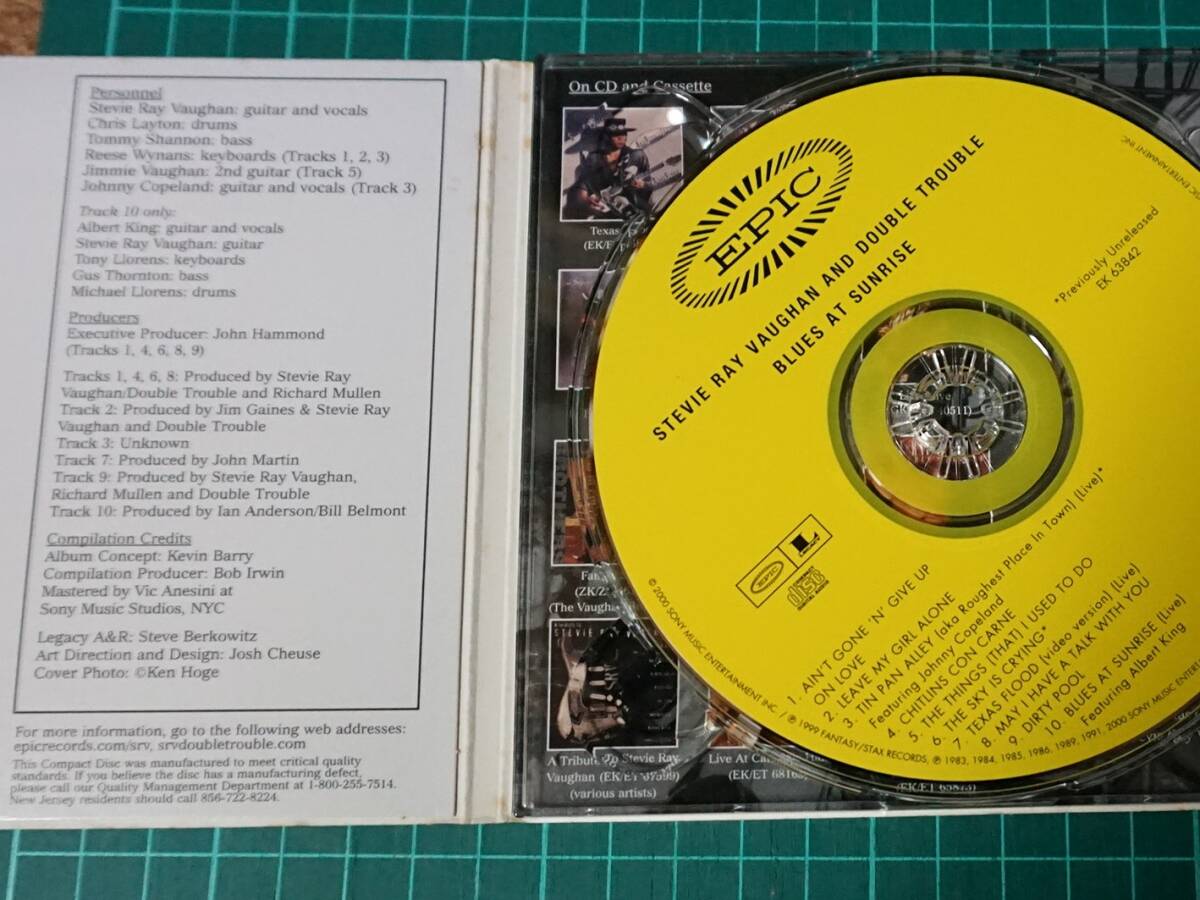 Personnel
Stevie Ray Vaughan: guitar and vocals
Chris Layton: drums
Tommy Shannon: bass
Reese Wynans: keyboards (Tracks 1, 2, 3)
Jimmie Vaughan: 2nd guitar (Track 5)
Johnny Copeland: guitar and vocals (Track 3)
Track 10 only:
Albert King: guitar and vocals
Stevie Ray Vaughan: guitar
Tony Llorens: keyboards
Gus Thornton: bass
Michael Llorens: drums
Producers
Executive Producer: John Hammond
(Tracks 1, 4, 6, 8, 9)
Tracks 1, 4, 6, 8: Produced by Stevie Ray
Vaughan/Double Trouble and Richard Mullen
Track 2: Produced by Jim Gaines & Stevie Ray
Vaughan and Double Trouble
Track 3: Unknown
Track 7: Produced by John Martin
Track 9: Produced by Stevie Ray Vaughan,
Richard Mullen and Double Trouble
Track 10: Produced by Ian Anderson/Bill Belmont
Compilation Credits
Album Concept: Kevin Barry
Compilation Producer: Bob Irwin
Mastered by Vic Anesini at
Sony Music Studios, NYC
Legacy A&R: Steve Berkowitz
Art Direction and Design: Josh Cheuse
Cover Photo: ©Ken Hoge
For more information, go to the following web addresses:
epicrecords.com/srv, srvdoubletrouble.com
This Compact Disc was manufactured to meet critical quality
standards. If you believe the disc has a manufacturing defect,
please call our Quality Management Department at 1-800-255-7514.
New Jersey residents should call 856-722-8224.
On CD and Cassette
Texas
(EK/E
(ZK/Z
(The Vaugha
A Tribute To Stevie Ray
Vaughan (EK/ET 67599)
(various artists)
Live At
(EK/ET 68163
(EK/ET 65873)
EPIC
STEVIE RAY VAUGHAN AND DOUBLE TROUBLE
BLUES AT SUNRISE
*Previously Unreleased
EK 63842
EPIC
disc
1. AIN'T GONE 'N' GIVE UP
ON LOVE
2. LEAVE MY GIRL ALONE
3. TIN PAN ALLEY (aka Roughest Place In Town) (Live)*
Featuring Johnny Copeland
4. CHITLINS CON CARNE
5. THE THINGS (THAT) I USED TO DO
6. THE SKY IS CRYING*
7. TEXAS FLOOD (video version) (Live)
8. MAY I HAVE A TALK WITH YOU
9. DIRTY POOL
10. BLUES AT SUNRISE (Live)
Featuring Albert King
© 2000 SONY MUSIC ENTERTAINMENT INC. / ℗ 1999 FANTASY/STAX RECORDS, ℗ 1983, 1984, 1985, 1986, 1989, 1991, 2000 SONY MUSIC ENTERTAINMENT INC.